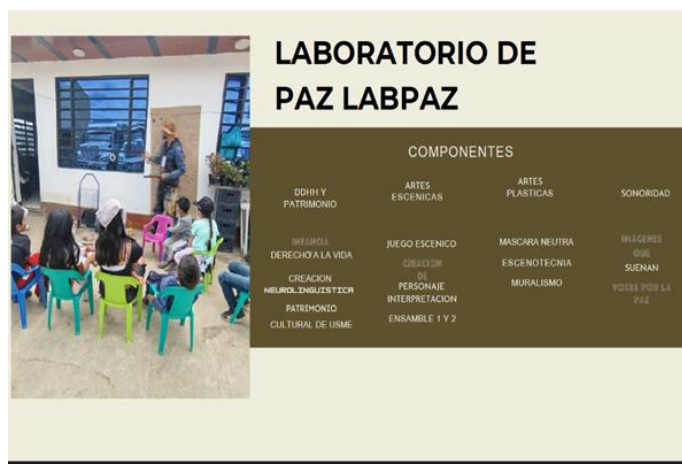 LABORATORIO DE
PAZ LABPAZ
COMPONENTES
DDHH Y
PATRIMONIO
INFANCIA
DERECHO A LA VIDA
CREACION
NEUROLINGUISTICA
PATRIMONIO
CULTURAL DE USME
ARTES
ESCENICAS
JUEGO ESCENICO
CREACION
DE
PERSONAJE
INTERPRETACION
ENSAMBLE 1 Y 2
ARTES
PLASTICAS
MASCARA NEUTRA
ESCENOTECNIA
MURALISMO
SONORIDAD
IMÁGENES
QUE
SUENAN
VOCES POR LA
PAZ